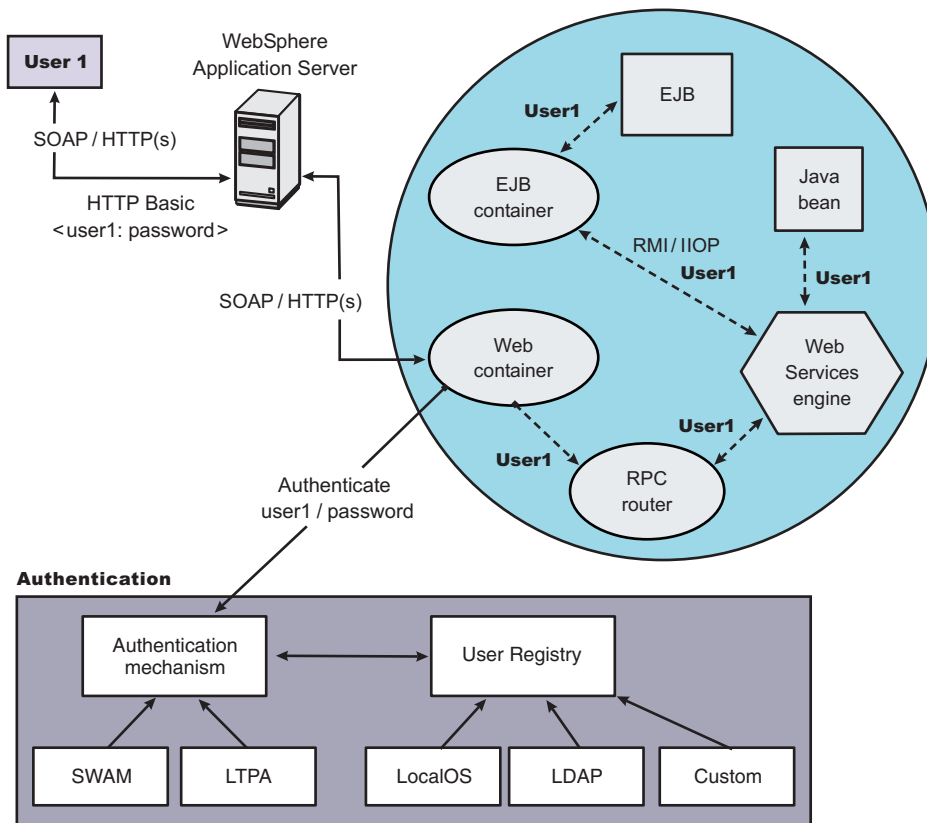 User 1
WebSphere
Application Server
SOAP / HTTP(s)
HTTP Basic
<user1: password>
SOAP / HTTP(s)
User1
EJB
EJB
container
Java
bean
RMI / IIOP
User1
User1
Web
container
Web
Services
engine
User1
User1
RPC
router
Authenticate
user1 / password
Authentication
Authentication
mechanism
User Registry
SWAM
LTPA
LocalOS
LDAP
Custom